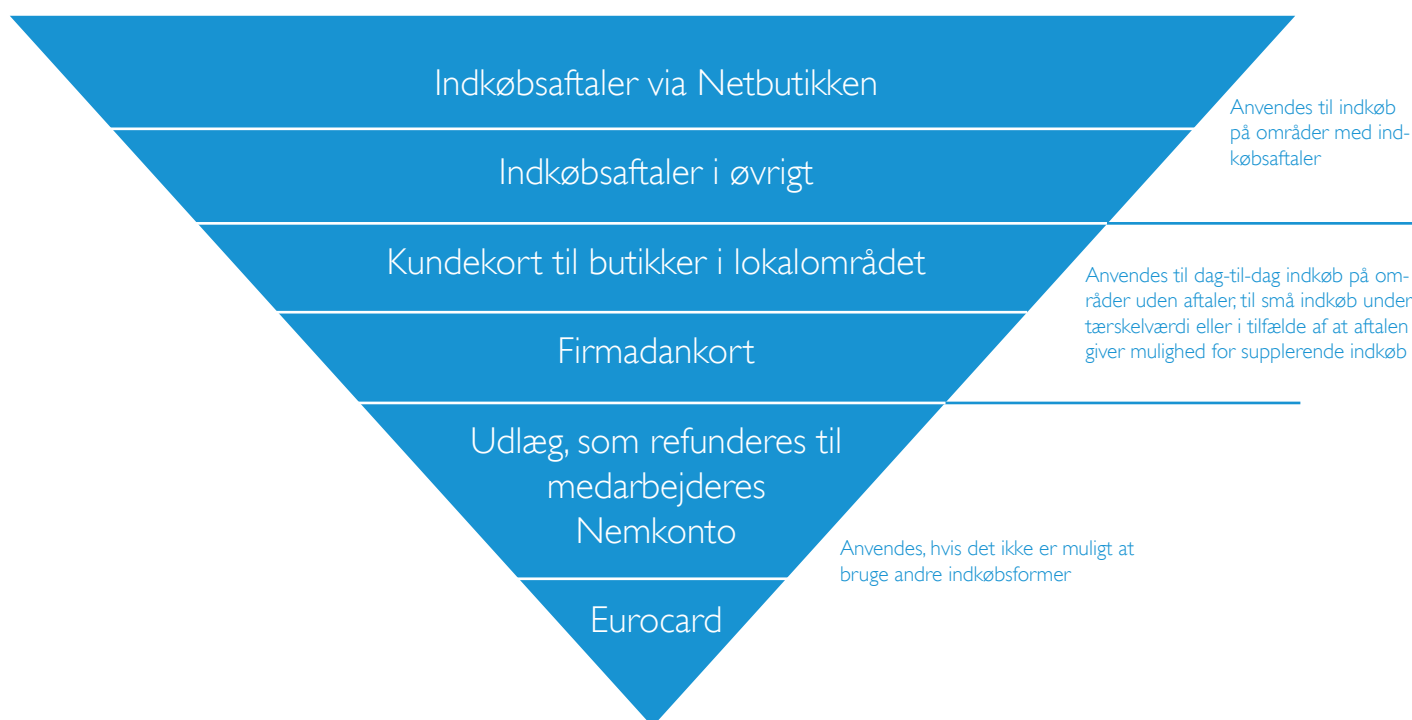 Indkøbsaftaler via Netbutikken
Anvendes til indkøb
på områder med ind-
købsaftaler
Indkøbsaftaler i øvrigt
Kundekort til butikker i lokalområdet
Anvendes til dag-til-dag indkøb på om-
råder uden aftaler, til små indkøb under
tærskelværdi eller i tilfælde af at aftalen
giver mulighed for supplerende indkøb
Firmadankort
Udlæg, som refunderes til
medarbejderes
Nemkonto
Anvendes, hvis det ikke er muligt at
bruge andre indkøbsformer
Eurocard